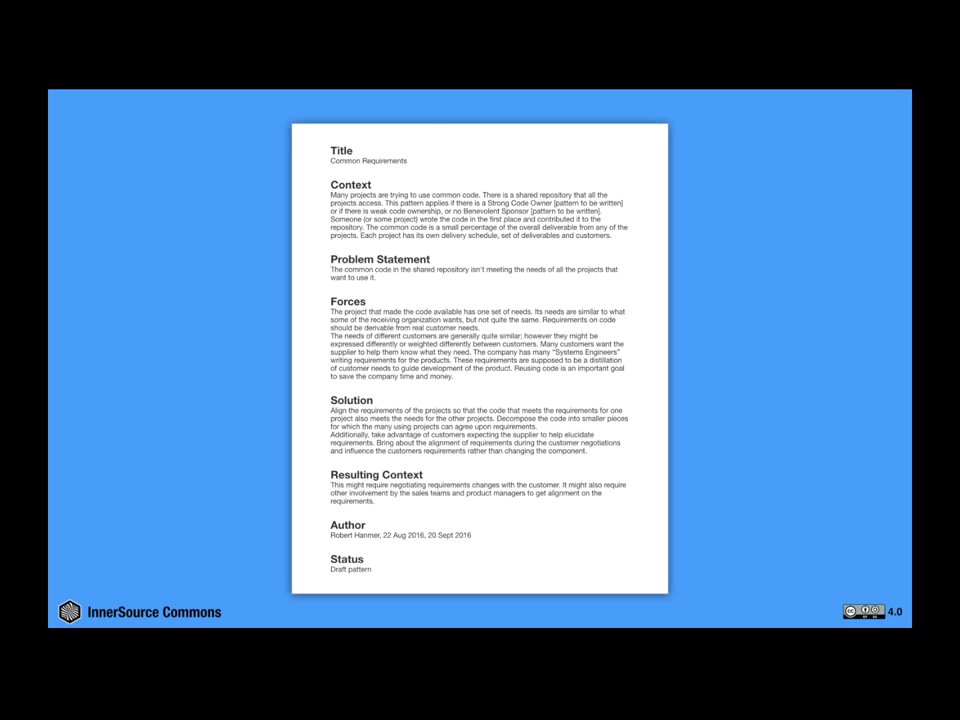 Title
Common Requirements
Context
Many projects are trying to use common code. There is a shared repository that all the
projects access. This pattern applies if there is a Strong Code Owner [pattern to be written]
or if there is weak code ownership, or no Benevolent Sponsor [pattern to be written].
Someone (or some project) wrote the code in the first place and contributed it to the
repository. The common code is a small percentage of the overall deliverable from any of the
projects. Each project has its own delivery schedule, set of deliverables and customers.
Problem Statement
The common code in the shared repository isn't meeting the needs of all the projects that
want to use it.
Forces
The project that made the code available has one set of needs. Its needs are similar to what
some of the receiving organization wants, but not quite the same. Requirements on code
should be derivable from real customer needs.
The needs of different customers are generally quite similar; however they might be
expressed differently or weighted differently between customers. Many customers want the
supplier to help them know what they need. The company has many "Systems Engineers"
writing requirements for the products. These requirements are supposed to be a distillation
of customer needs to guide development of the product. Reusing code is an important goal
to save the company time and money.
Solution
Align the requirements of the projects so that the code that meets the requirements for one
project also meets the needs for the other projects. Decompose the code into smaller pieces
for which the many using projects can agree upon requirements.
Additionally, take advantage of customers expecting the supplier to help elucidate
requirements. Bring about the alignment of requirements during the customer negotiations
and influence the customers requirements rather than changing the component.
Resulting Context
This might require negotiating requirements changes with the customer. It might also require
other involvement by the sales teams and product managers to get alignment on the
requirements.
Author
Robert Hanmer, 22 Aug 2016, 20 Sept 2016
Status
Draft pattern
InnerSource Commons
cc BY SA 4.0